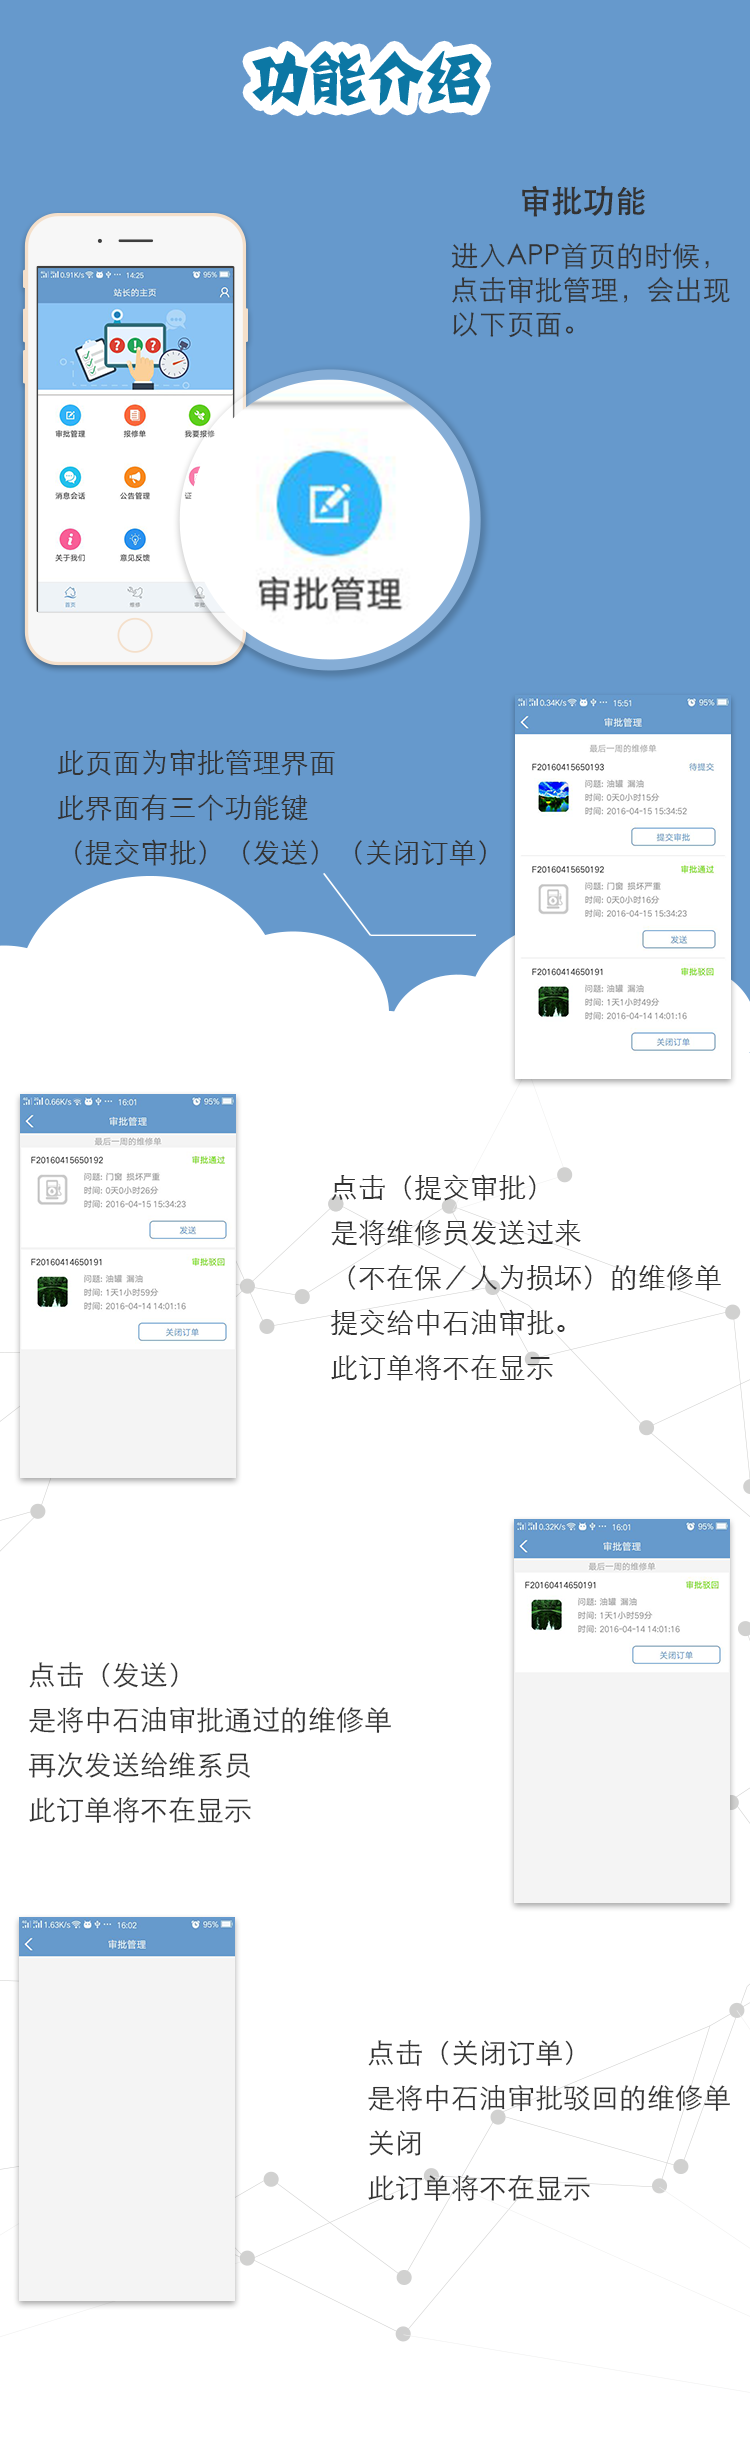 功能介绍
审批功能
进入APP首页的时候，
点击审批管理，会出现
以下页面。
0.91K/s 14:25 95%
站长的主页
审批管理 报修单 我要报修
消息会话 公告管理 证
关于我们 意见反馈
首页 维修 审批
审批管理
此页面为审批管理界面
此界面有三个功能键
（提交审批）（发送）（关闭订单）
0.34K/s 15:51 95%
审批管理
最后一周的维修单
F20160415650193 待提交
问题: 油罐 漏油
时间: 0天0小时15分
时间: 2016-04-15 15:34:52
提交审批
F20160415650192 审批通过
问题: 门窗 损坏严重
时间: 0天0小时16分
时间: 2016-04-15 15:34:23
发送
F20160414650191 审批驳回
问题: 油罐 漏油
时间: 1天1小时49分
时间: 2016-04-14 14:01:16
关闭订单
0.66K/s 16:01 95%
审批管理
最后一周的维修单
F20160415650192 审批通过
问题: 门窗 损坏严重
时间: 0天0小时26分
时间: 2016-04-15 15:34:23
发送
F20160414650191 审批驳回
问题: 油罐 漏油
时间: 1天1小时59分
时间: 2016-04-14 14:01:16
关闭订单
点击（提交审批）
是将维修员发送过来
（不在保／人为损坏）的维修单
提交给中石油审批。
此订单将不在显示
0.32K/s 16:01 95%
审批管理
最后一周的维修单
F20160414650191 审批驳回
问题: 油罐 漏油
时间: 1天1小时59分
时间: 2016-04-14 14:01:16
关闭订单
点击（发送）
是将中石油审批通过的维修单
再次发送给维系员
此订单将不在显示
1.63K/s 16:02 95%
审批管理
点击（关闭订单）
是将中石油审批驳回的维修单
关闭
此订单将不在显示